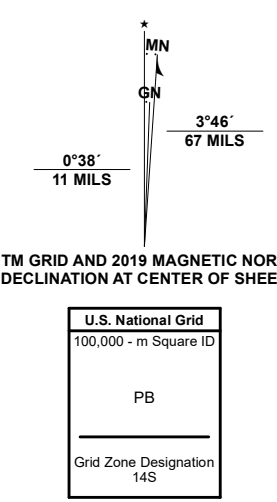 ★
MN
GN
3°46´
67 MILS
0°38´
11 MILS
TM GRID AND 2019 MAGNETIC NOR
DECLINATION AT CENTER OF SHEE
U.S. National Grid
100,000 - m Square ID
PB
Grid Zone Designation
14S